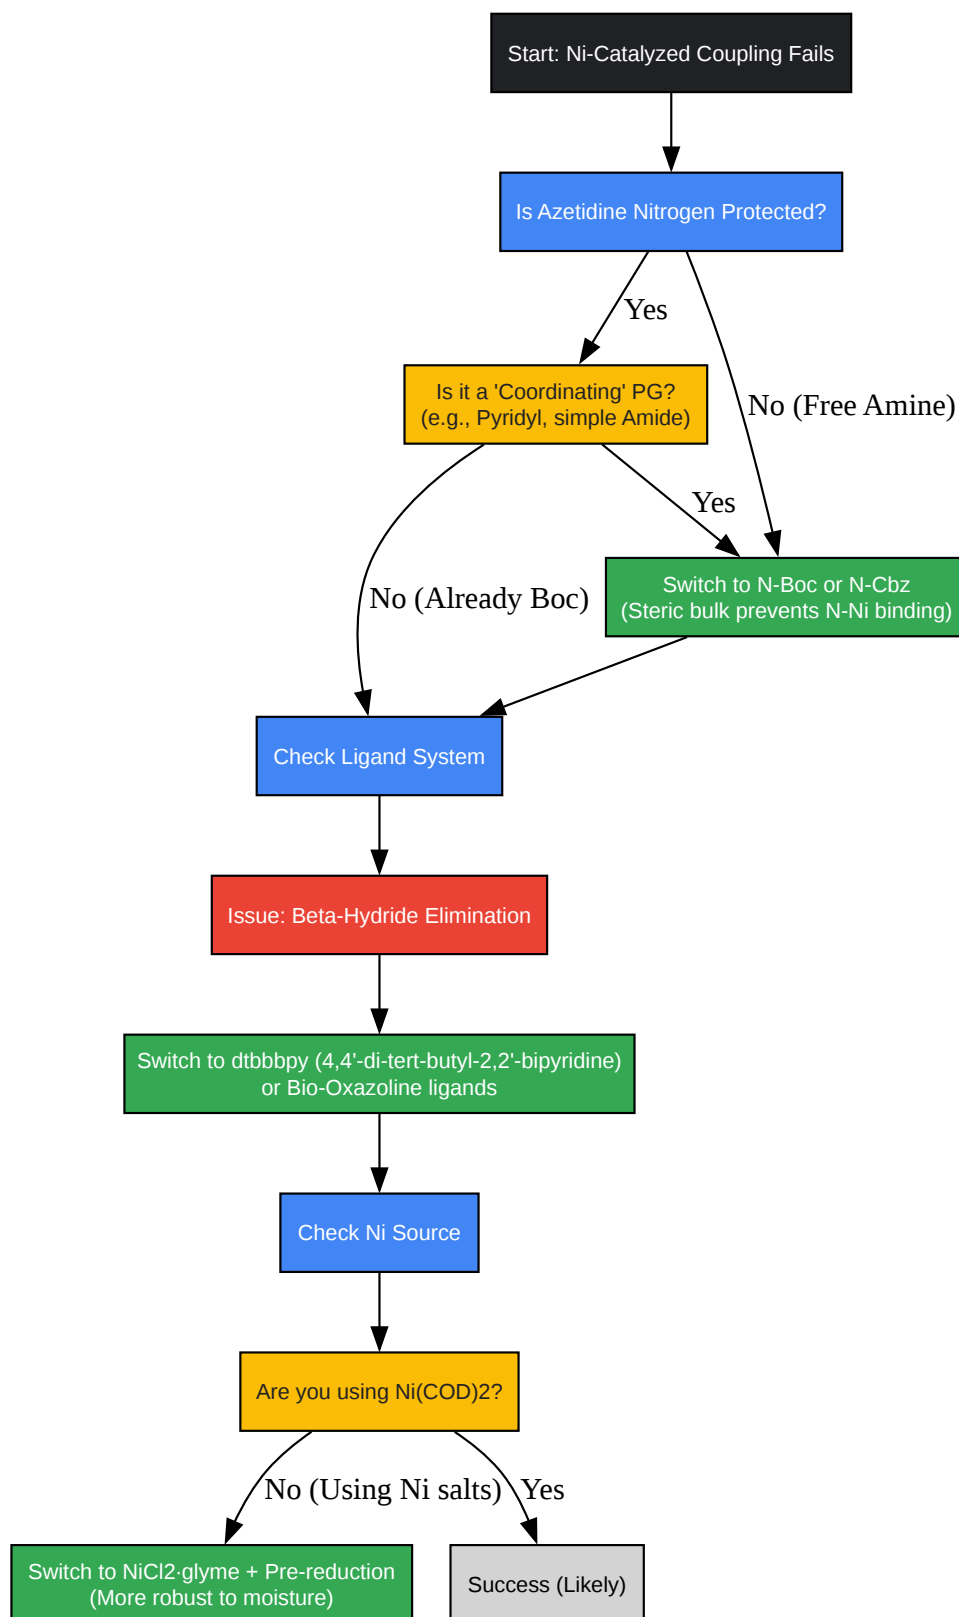 Start: Ni-Catalyzed Coupling Fails
Is Azetidine Nitrogen Protected?
Yes
Is it a 'Coordinating' PG?
(e.g., Pyridyl, simple Amide)
No (Free Amine)
Yes
Switch to N-Boc or N-Cbz
(Steric bulk prevents N-Ni binding)
No (Already Boc)
Check Ligand System
Issue: Beta-Hydride Elimination
Switch to dtbbbpy (4,4'-di-tert-butyl-2,2'-bipyridine)
or Bio-Oxazoline ligands
Check Ni Source
Are you using Ni(COD)2?
No (Using Ni salts)
Yes
Switch to NiCl2·glyme + Pre-reduction
(More robust to moisture)
Success (Likely)